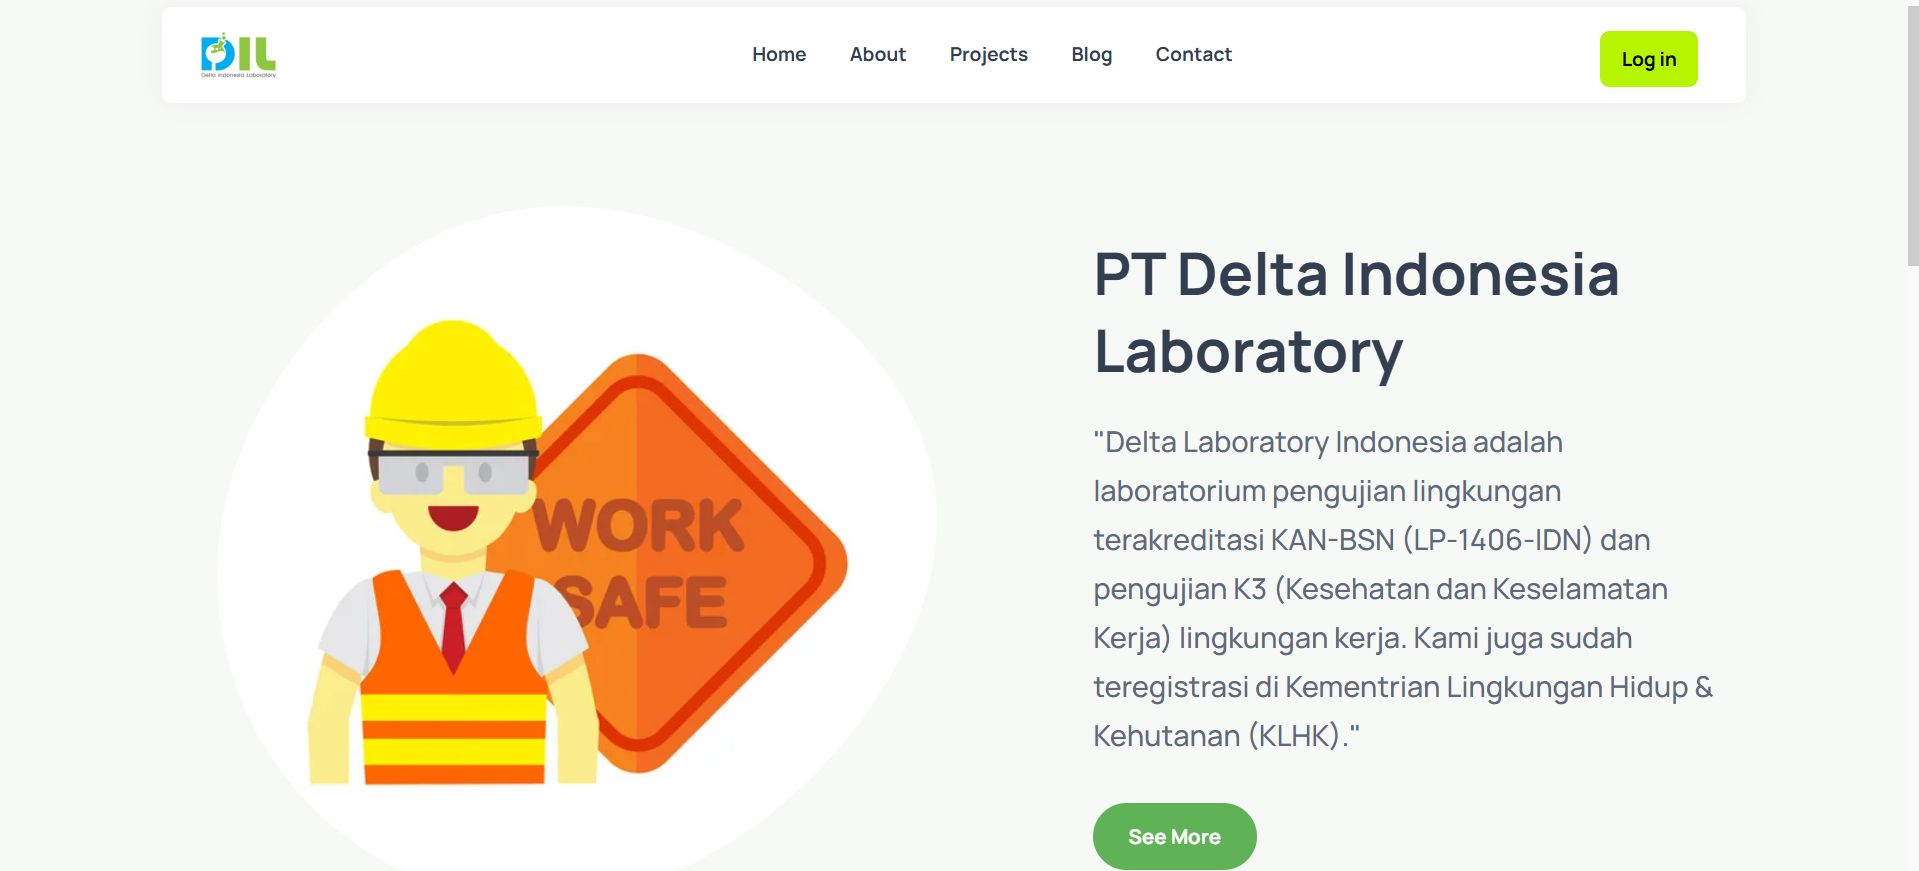 DIL
Delta Indonesia Laboratory
Home About Projects Blog Contact
Log in
WORK
SAFE
PT Delta Indonesia
Laboratory
"Delta Laboratory Indonesia adalah
laboratorium pengujian lingkungan
terakreditasi KAN-BSN (LP-1406-IDN) dan
pengujian K3 (Kesehatan dan Keselamatan
Kerja) lingkungan kerja. Kami juga sudah
teregistrasi di Kementrian Lingkungan Hidup &
Kehutanan (KLHK)."
See More